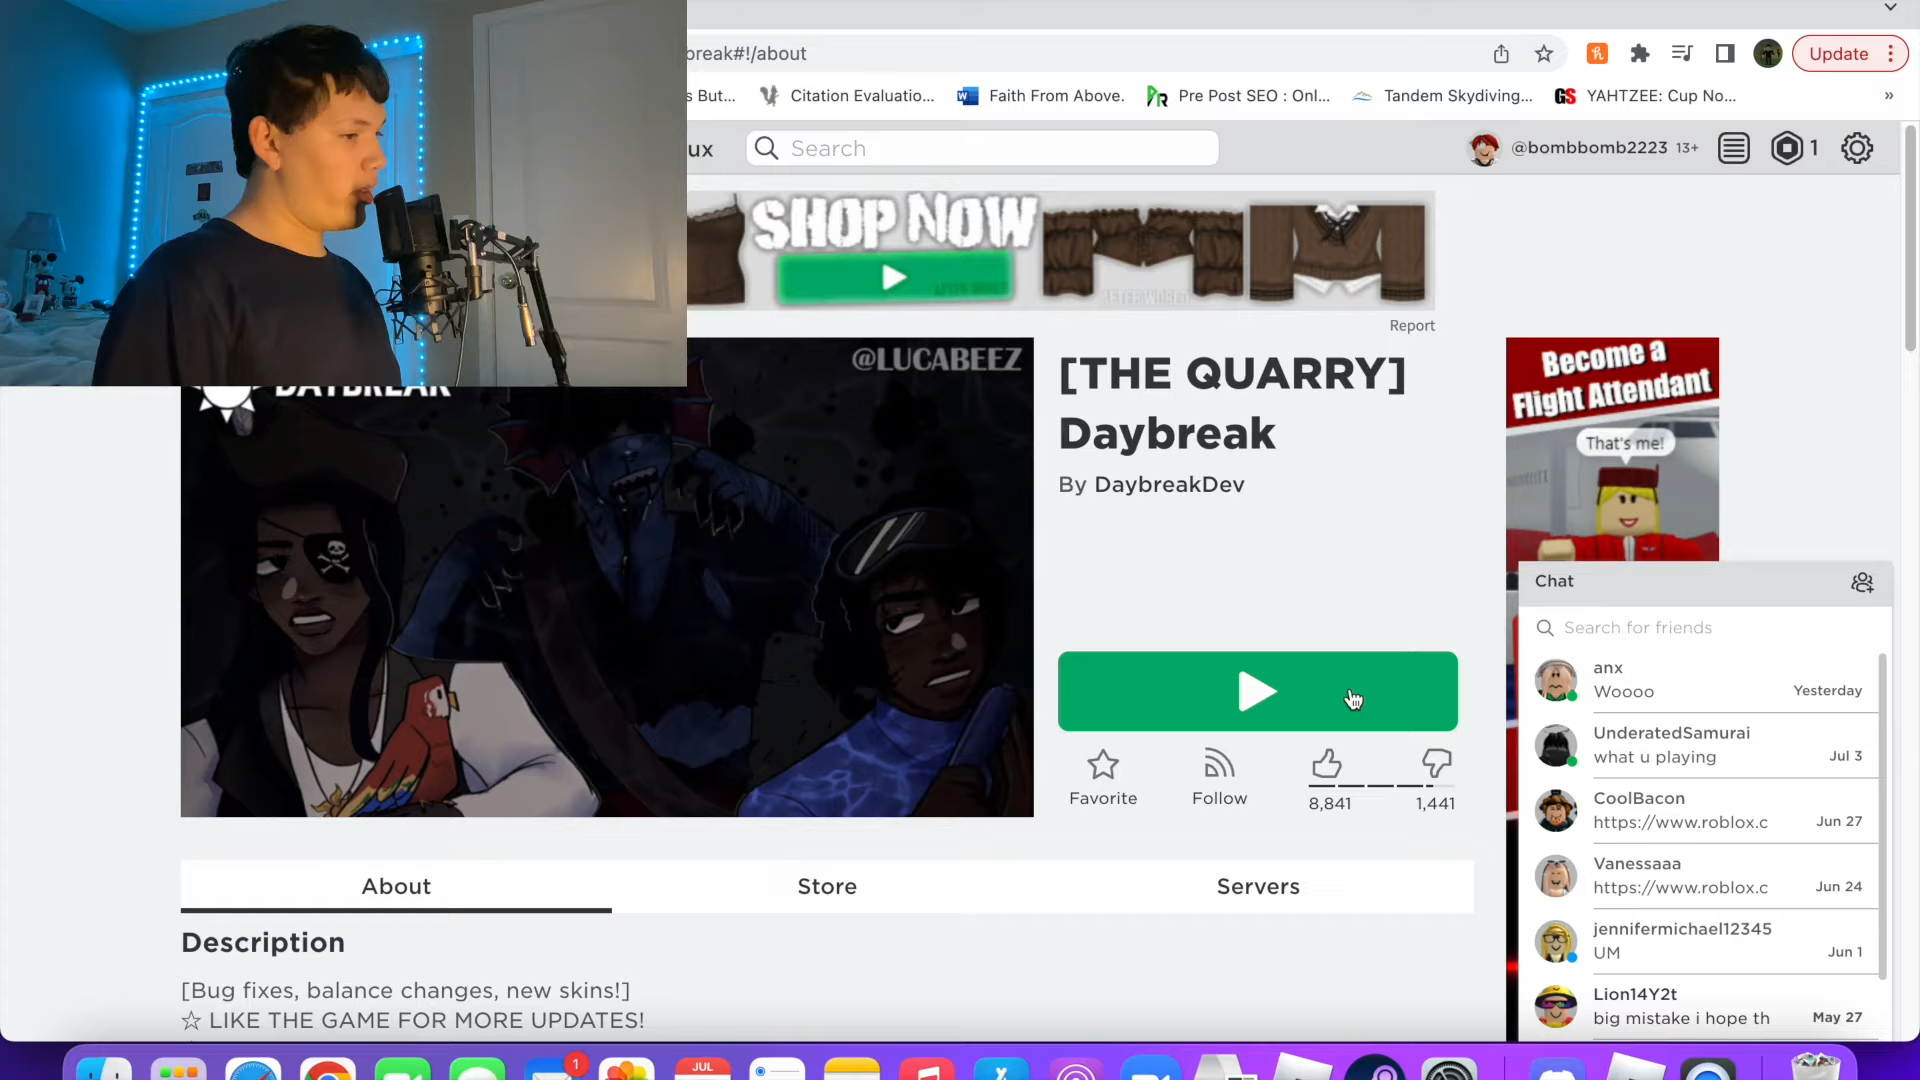 break#!/about
Update
s But...
Citation Evaluatio...
Faith From Above.
Pre Post SEO : Onl...
Tandem Skydiving...
GS YAHTZEE: Cup No...
»
ux
Search
@bombbomb2223 13+
1
SHOP NOW
Report
@LUCABEEZ
DAYBREAK
[THE QUARRY]
Daybreak
By DaybreakDev
Become a
Flight Attendant
That's me!
Chat
Search for friends
anx
Woooo Yesterday
UnderatedSamurai
what u playing Jul 3
CoolBacon
https://www.roblox.c Jun 27
Vanessaaa
https://www.roblox.c Jun 24
jennifermichael12345
UM Jun 1
Lion14Y2t
big mistake i hope th May 27
Favorite
Follow
8,841
1,441
About
Store
Servers
Description
[Bug fixes, balance changes, new skins!]
☆ LIKE THE GAME FOR MORE UPDATES!
1
JUL